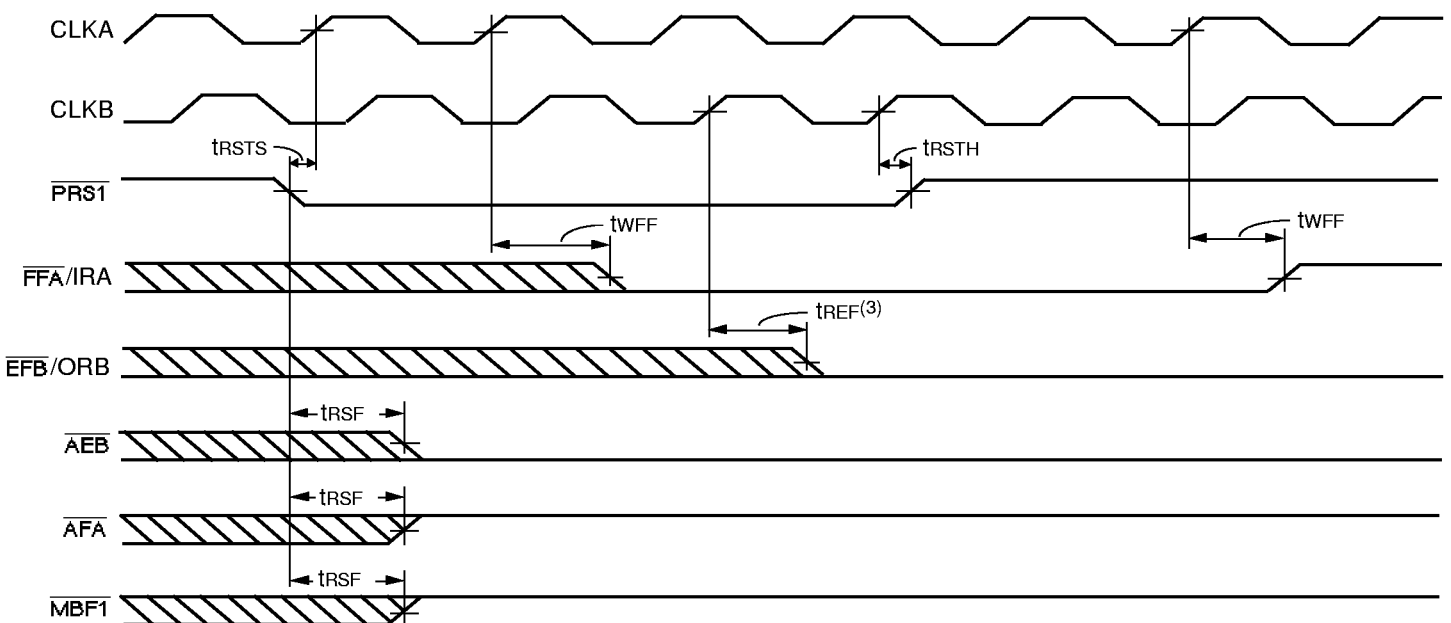 CLKA
CLKB
tRSTS
tRSTH
PRS1
tWFF
tWFF
FFA/IRA
tREF(3)
EFB/ORB
tRSF
AEB
tRSF
AFA
tRSF
MBF1